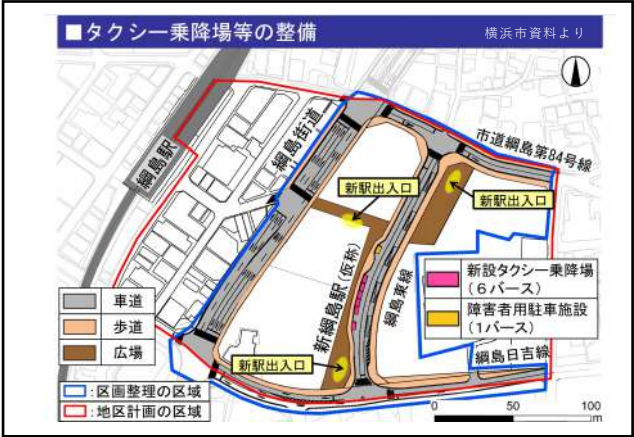 ■タクシー乗降場等の整備
横浜市資料より
綱島駅
綱島街道
市道綱島第84号線
新駅出入口
新駅出入口
新綱島駅(仮称)
綱島東線
新設タクシー乗降場
(6バース)
障害者用駐車施設
(1バース)
車道
歩道
広場
新駅出入口
綱島日吉線
:区画整理の区域
:地区計画の区域
0 50 100
m